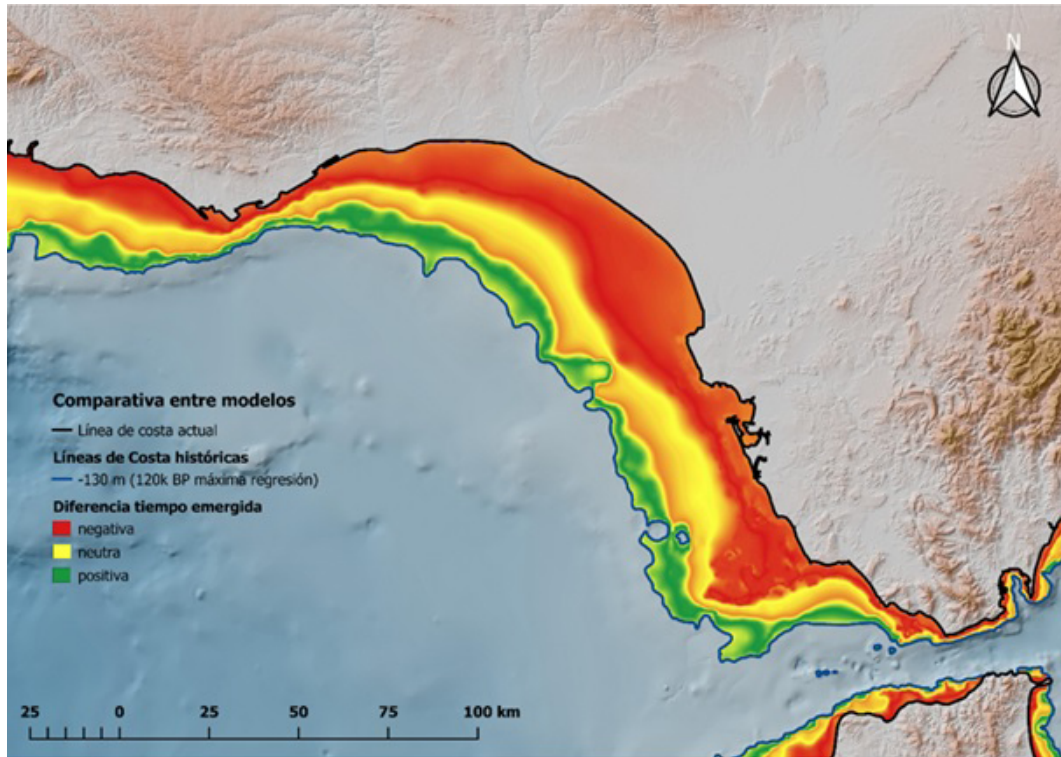 N
Comparativa entre modelos
Línea de costa actual
Líneas de Costa históricas
-130 m (120k BP máxima regresión)
Diferencia tiempo emergida
negativa
neutra
positiva
25 0 25 50 75 100 km